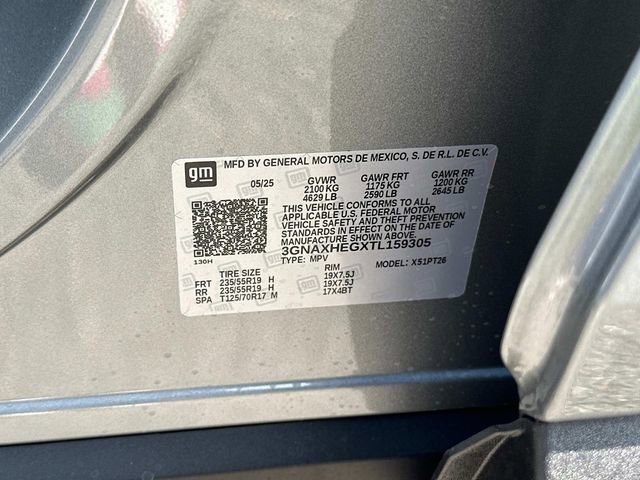 gm MFD BY GENERAL MOTORS DE MEXICO, S. DE R.L. DE C.V.
05/25 GVWR GAWR FRT GAWR RR
2100 KG 1175 KG 1200 KG
4629 LB 2590 LB 2645 LB
THIS VEHICLE CONFORMS TO ALL
APPLICABLE U.S. FEDERAL MOTOR
VEHICLE SAFETY AND THEFT PREVENTION
STANDARDS IN EFFECT ON THE DATE OF
MANUFACTURE SHOWN ABOVE.
3GNAXHEGXTL159305
130H TYPE: MPV MODEL: X51PT26
TIRE SIZE RIM
FRT 235/55R19 H 19X7.5J
RR 235/55R19 H 19X7.5J
SPA T125/70R17 M 17X4BT